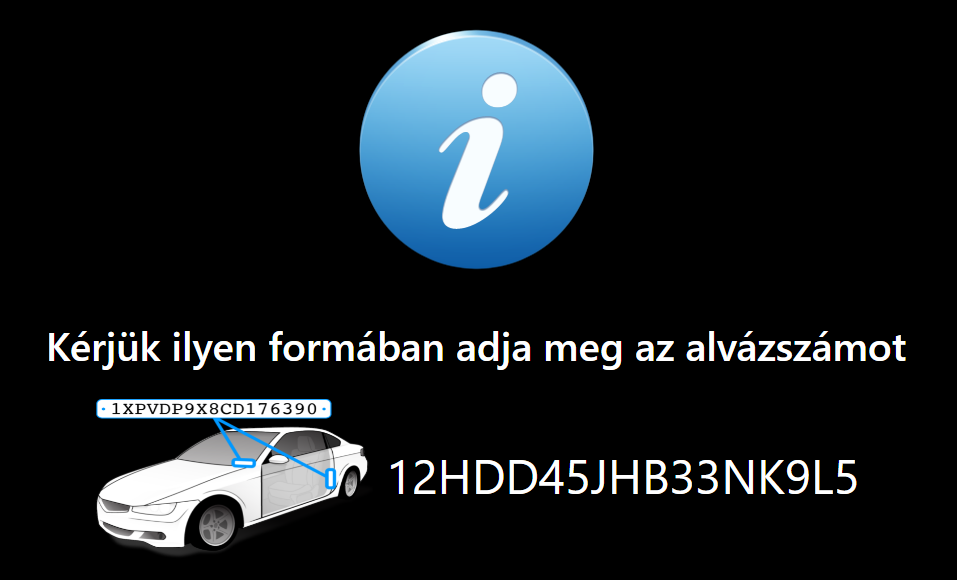 Kérjük ilyen formában adja meg az alvázszámot
· 1XPVDP9X8CD176390 ·
12HDD45JHB33NK9L5